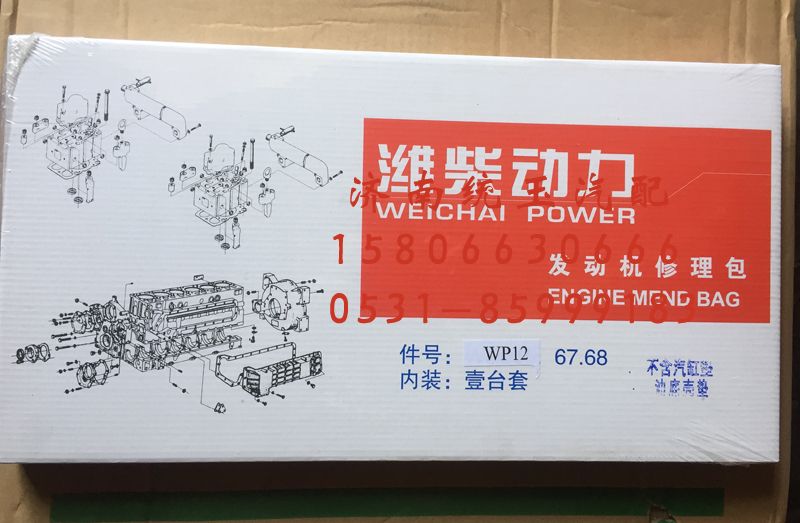 潍柴动力
济南统王汽配
WEICHAI POWER
15806630666
发动机修理包
ENGINE MEND BAG
0531-85999185
件号: WP12 67.68
内装: 壹台套
不含汽缸垫
油底壳垫